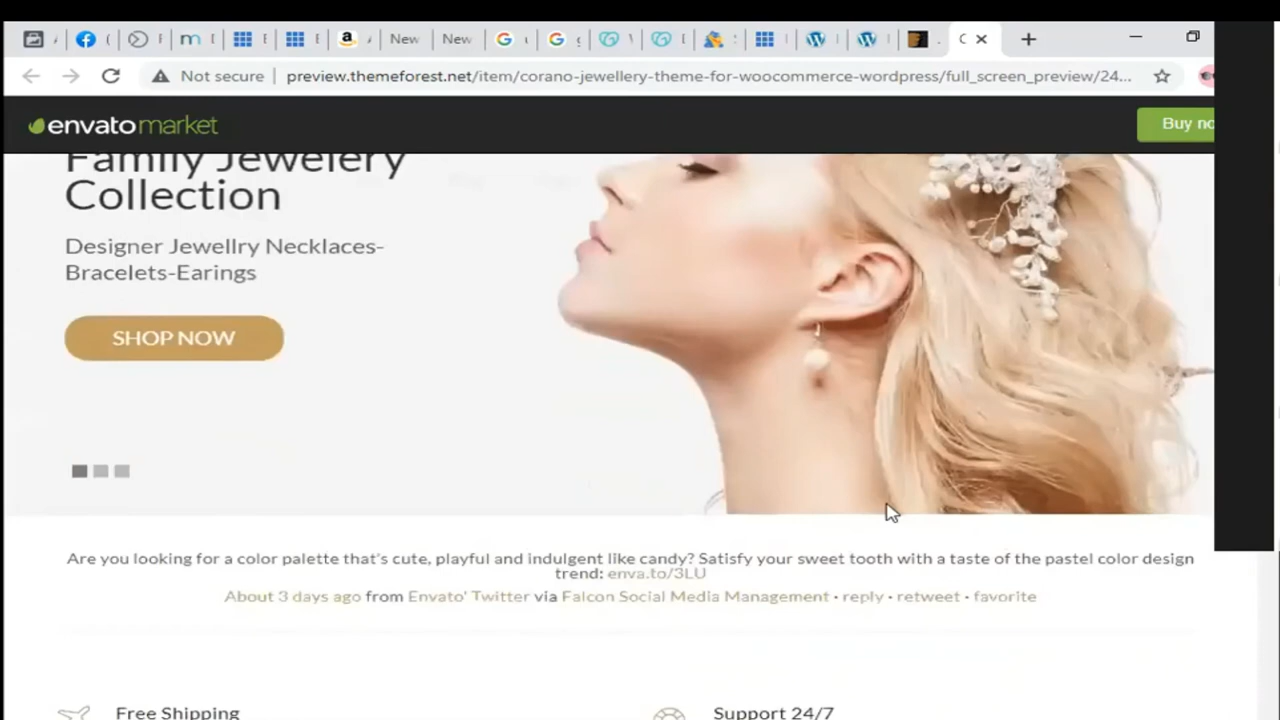 New
New
Not secure
preview.themeforest.net/item/corano-jewellery-theme-for-woocommerce-wordpress/full_screen_preview/24...
envatomarket
Buy no
Family Jewelery
Collection
Designer Jewellry Necklaces-
Bracelets-Earings
SHOP NOW
Are you looking for a color palette that's cute, playful and indulgent like candy? Satisfy your sweet tooth with a taste of the pastel color design
trend: enva.to/3LU
About 3 days ago from Envato' Twitter via Falcon Social Media Management • reply • retweet • favorite
Free Shipping
Support 24/7